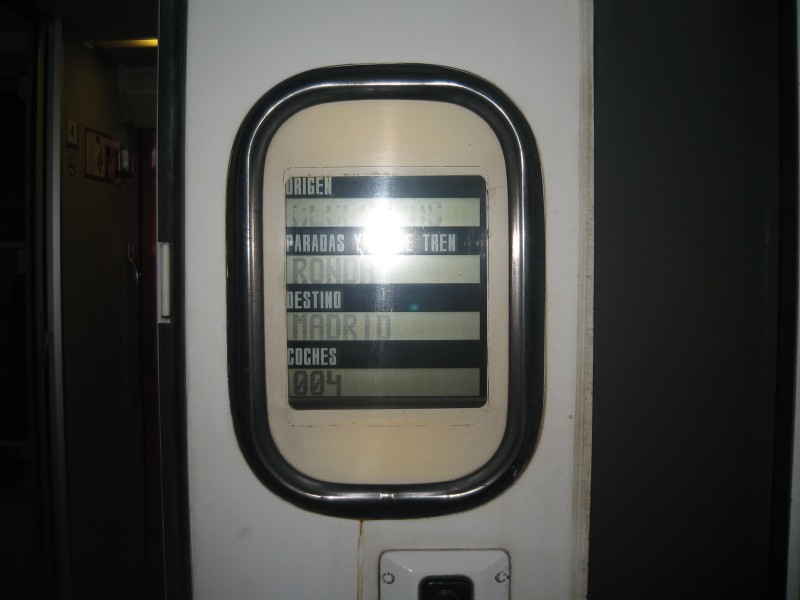 ORIGEN
PARADAS Y TREN
RONDA
DESTINO
MADRID
COCHES
004